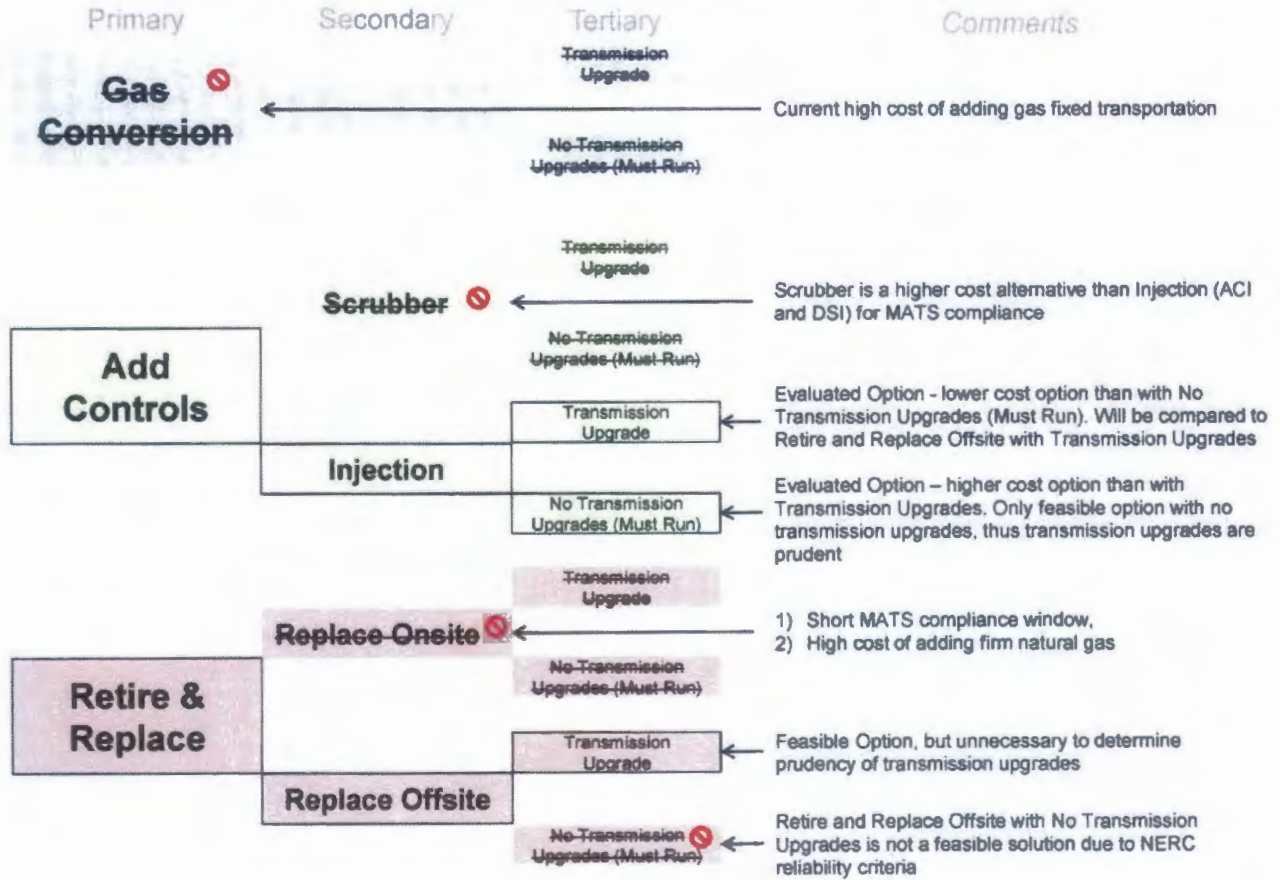 Primary Secondary Tertiary Comments
Transmission
Upgrade
Gas
Conversion
Current high cost of adding gas fixed transportation
No Transmission
Upgrades (Must Run)
Transmission
Upgrade
Scrubber
Scrubber is a higher cost alternative than Injection (ACI
and DSI) for MATS compliance
No Transmission
Upgrades (Must Run)
Add
Controls
Transmission
Upgrade
Evaluated Option - lower cost option than with No
Transmission Upgrades (Must Run). Will be compared to
Retire and Replace Offsite with Transmission Upgrades
Injection
No Transmission
Upgrades (Must Run)
Evaluated Option – higher cost option than with
Transmission Upgrades. Only feasible option with no
transmission upgrades, thus transmission upgrades are
prudent
Transmission
Upgrade
Replace Onsite
1) Short MATS compliance window,
2) High cost of adding firm natural gas
No Transmission
Upgrades (Must Run)
Retire &
Replace
Transmission
Upgrade
Feasible Option, but unnecessary to determine
prudency of transmission upgrades
Replace Offsite
No Transmission
Upgrades (Must Run)
Retire and Replace Offsite with No Transmission
Upgrades is not a feasible solution due to NERC
reliability criteria